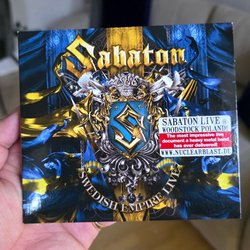 Sabaton
S
SABATON LIVE @
WOODSTOCK POLAND!
The most impressive live
document a heavy metal band
has ever delivered!
WWW.NUCLEARBLAST.DE
SWEDISH EMPIRE LIVE